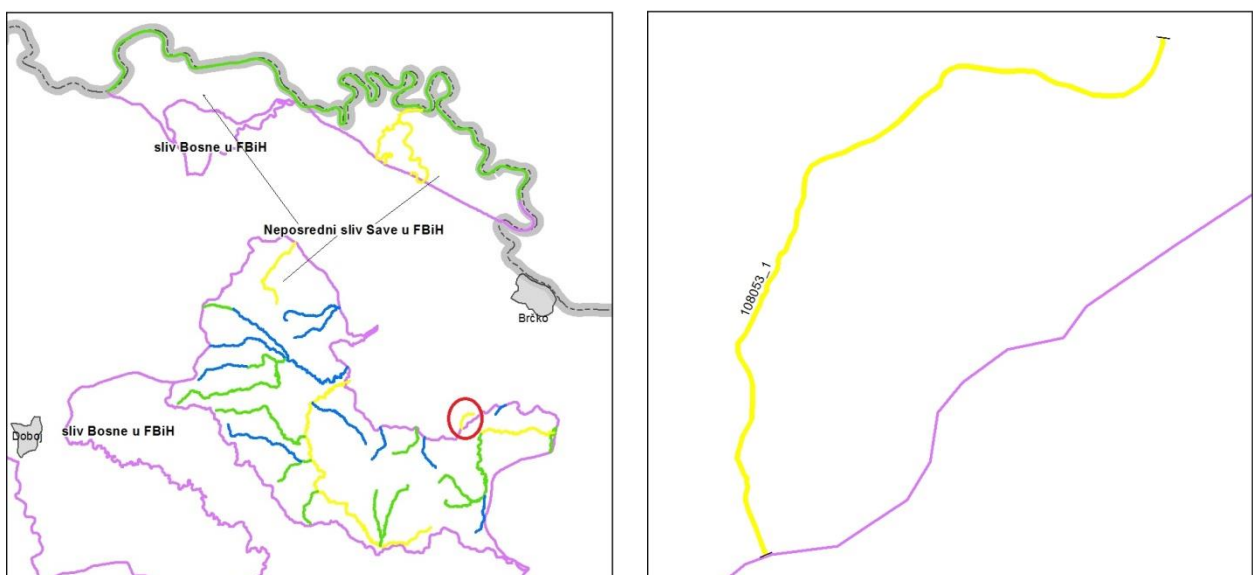 sliv Bosne u FBiH
Neposredni sliv Save u FBiH
Brčko
Doboj
sliv Bosne u FBiH
108053_1